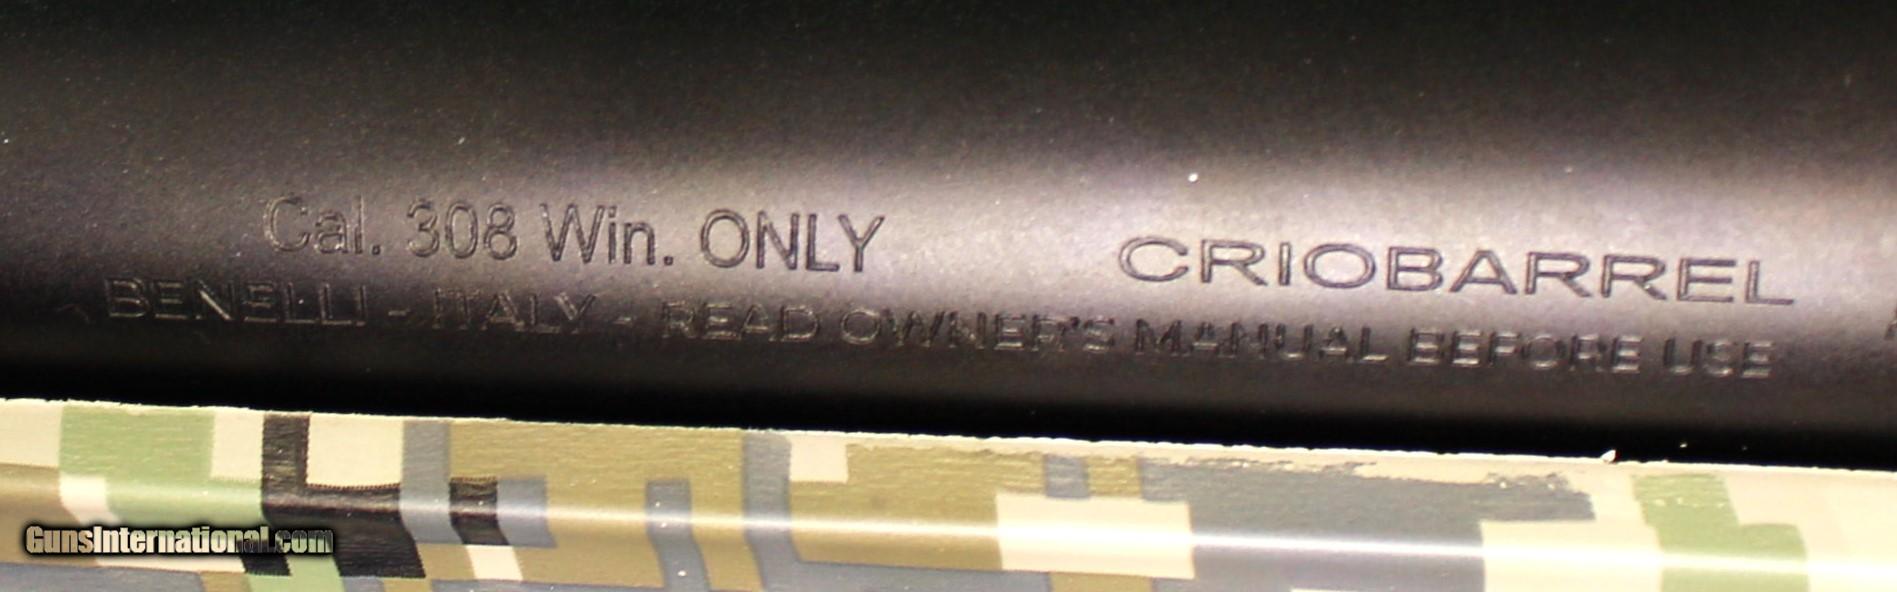 Cal. 308 Win. ONLY
CRIOBARREL
BENELLI - ITALY - READ OWNER'S MANUAL BEFORE USE
GunsInternational.com